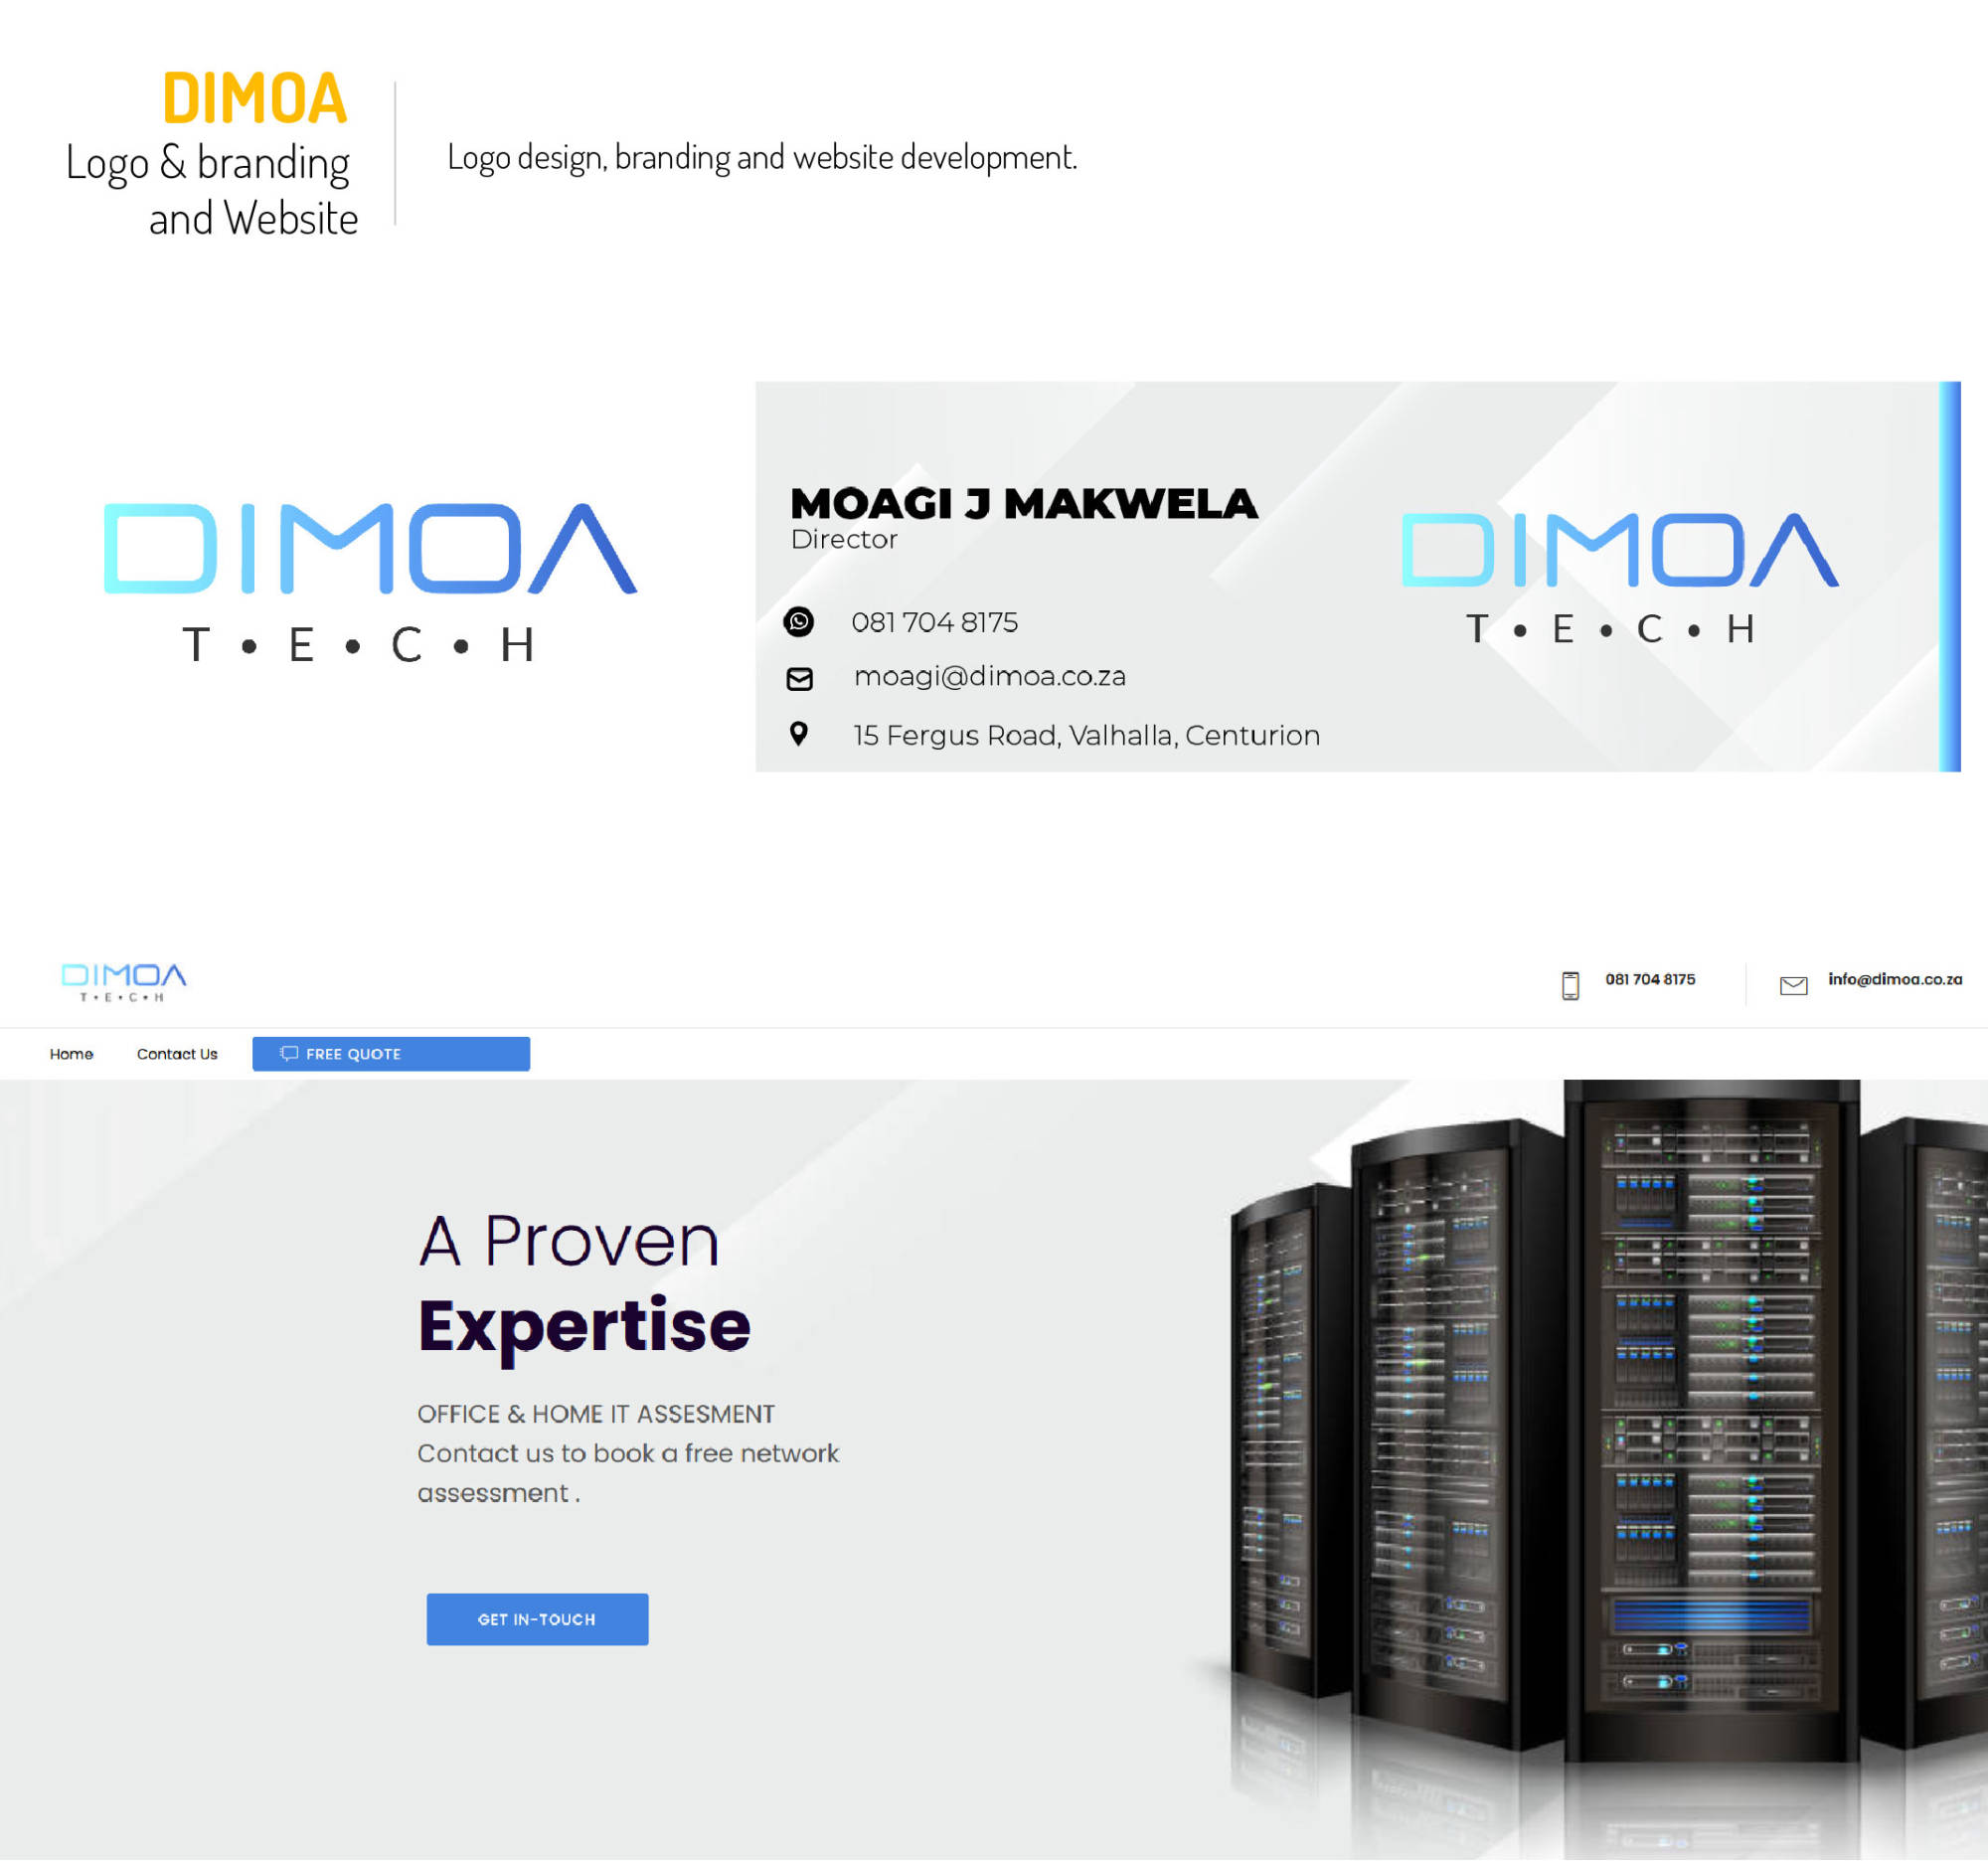 DIMOA
Logo & branding
and Website
Logo design, branding and website development.
DIMOA
T•E•C•H
MOAGI J MAKWELA
Director
081 704 8175
moagi@dimoa.co.za
15 Fergus Road, Valhalla, Centurion
DIMOA
T•E•C•H
DIMOA
T•E•C•H
081 704 8175
info@dimoa.co.za
Home
Contact Us
FREE QUOTE
A Proven
Expertise
OFFICE & HOME IT ASSESMENT
Contact us to book a free network
assessment .
GET IN-TOUCH